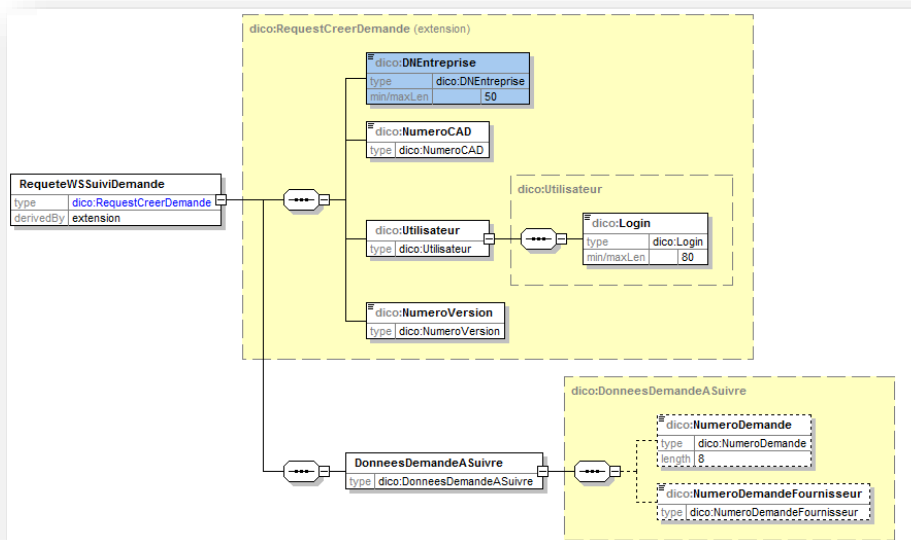 dico:RequestCreerDemande (extension)
dico:DNEntreprise
type dico:DNEntreprise
min/maxLen 50
dico:NumeroCAD
type dico:NumeroCAD
RequeteWSSuiviDemande
type dico:RequestCreerDemande
derivedBy extension
dico:Utilisateur
type dico:Utilisateur
dico:Utilisateur
dico:Login
type dico:Login
min/maxLen 80
dico:NumeroVersion
type dico:NumeroVersion
DonneesDemandeASuivre
type dico:DonneesDemandeASuivre
dico:DonneesDemandeASuivre
dico:NumeroDemande
type dico:NumeroDemande
length 8
dico:NumeroDemandeFournisseur
type dico:NumeroDemandeFournisseur